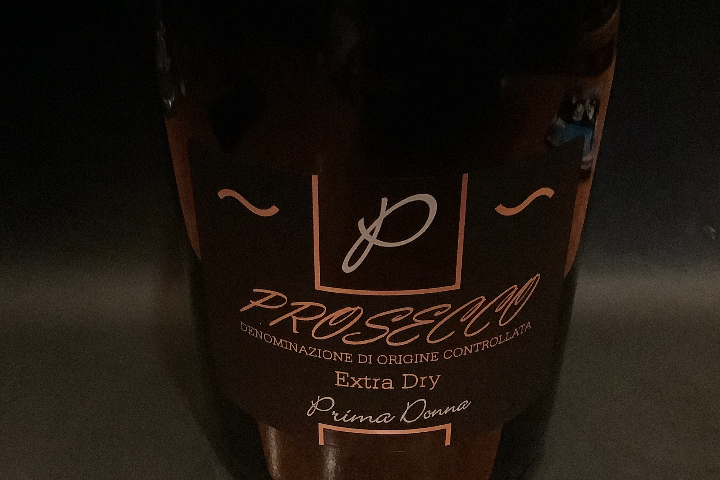 P
PROSECCO
DENOMINAZIONE DI ORIGINE CONTROLLATA
Extra Dry
Prima Donna